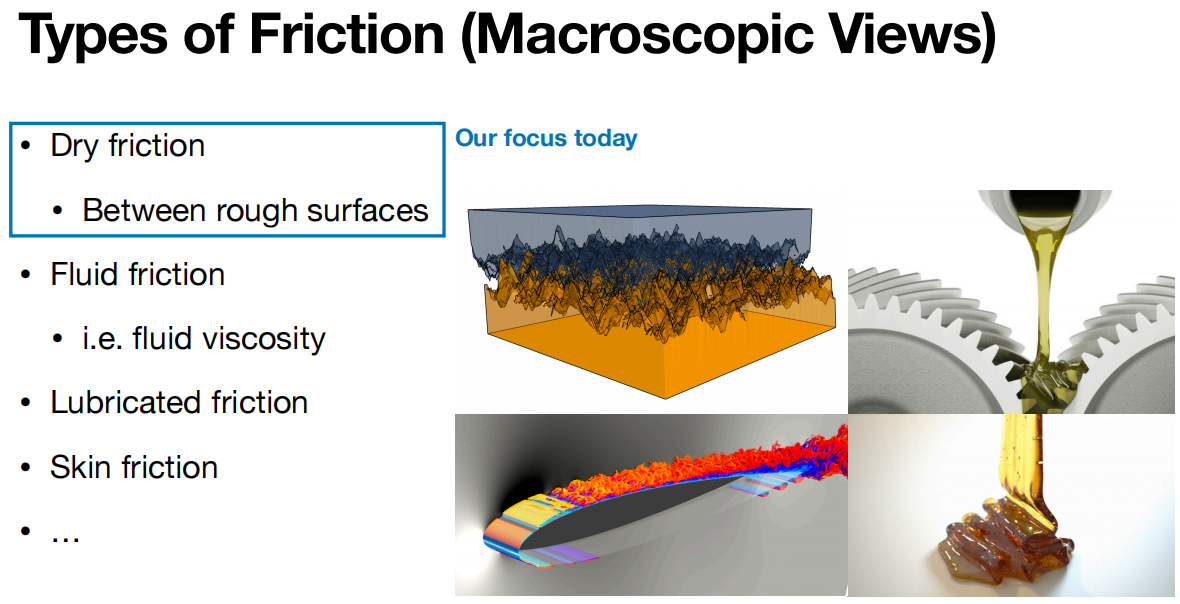 Types of Friction (Macroscopic Views)
• Dry friction
• Between rough surfaces
Our focus today
• Fluid friction
• i.e. fluid viscosity
• Lubricated friction
• Skin friction
• …